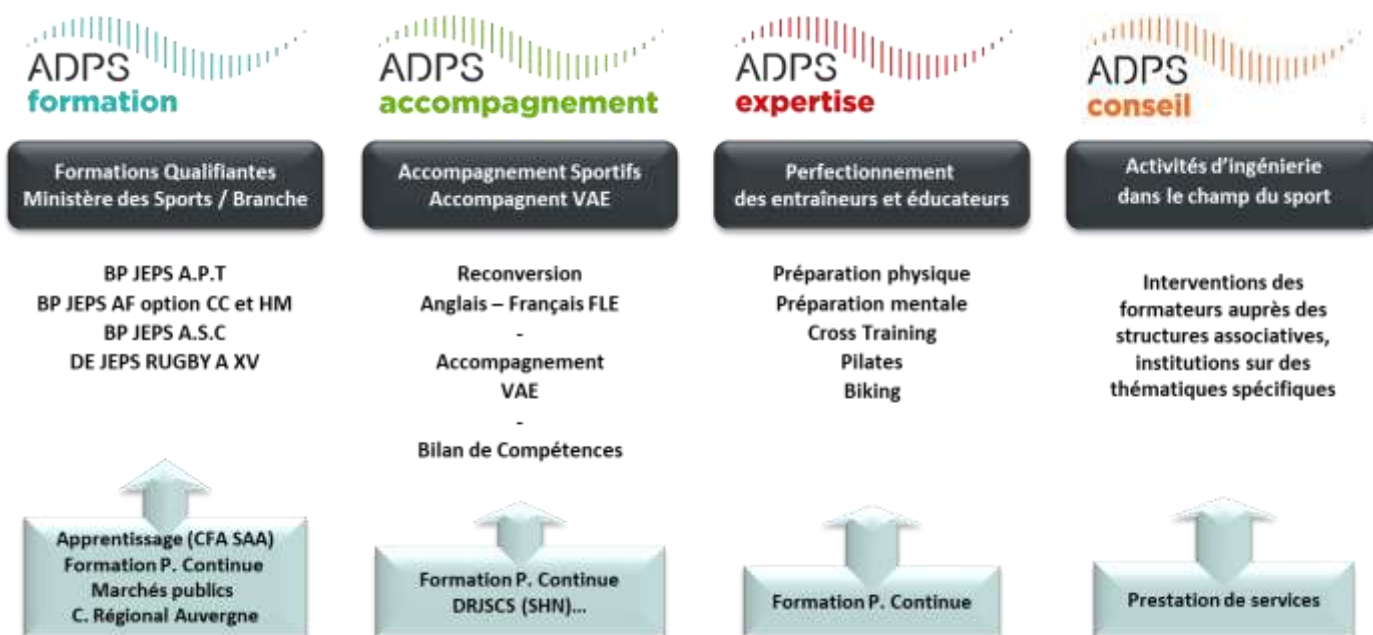 ADPS
formation
Formations Qualifiantes
Ministère des Sports / Branche
BP JEPS A.P.T
BP JEPS AF option CC et HM
BP JEPS A.S.C
DE JEPS RUGBY A XV
Apprentissage (CFA SAA)
Formation P. Continue
Marchés publics
C. Régional Auvergne
ADPS
accompagnement
Accompagnement Sportifs
Accompagnent VAE
Reconversion
Anglais – Français FLE
-
Accompagnement
VAE
-
Bilan de Compétences
Formation P. Continue
DRJSCS (SHN)...
ADPS
expertise
Perfectionnement
des entraîneurs et éducateurs
Préparation physique
Préparation mentale
Cross Training
Pilates
Biking
Formation P. Continue
ADPS
conseil
Activités d'ingénierie
dans le champ du sport
Interventions des
formateurs auprès des
structures associatives,
institutions sur des
thématiques spécifiques
Prestation de services